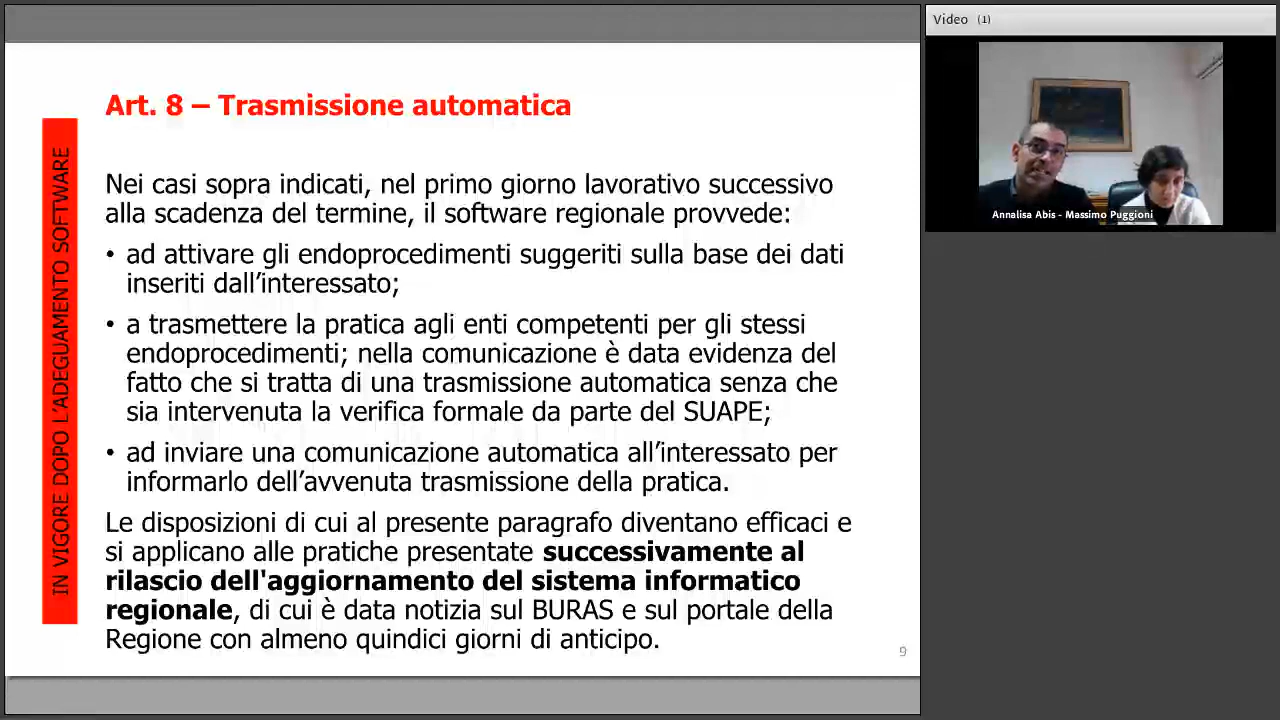 Art. 8 – Trasmissione automatica
IN VIGORE DOPO L'ADEGUAMENTO SOFTWARE
Nei casi sopra indicati, nel primo giorno lavorativo successivo
alla scadenza del termine, il software regionale provvede:
• ad attivare gli endoprocedimenti suggeriti sulla base dei dati
inseriti dall’interessato;
• a trasmettere la pratica agli enti competenti per gli stessi
endoprocedimenti; nella comunicazione è data evidenza del
fatto che si tratta di una trasmissione automatica senza che
sia intervenuta la verifica formale da parte del SUAPE;
• ad inviare una comunicazione automatica all’interessato per
informarlo dell’avvenuta trasmissione della pratica.
Le disposizioni di cui al presente paragrafo diventano efficaci e
si applicano alle pratiche presentate successivamente al
rilascio dell'aggiornamento del sistema informatico
regionale, di cui è data notizia sul BURAS e sul portale della
Regione con almeno quindici giorni di anticipo.
9
Video (1)
Annalisa Abis - Massimo Puggioni